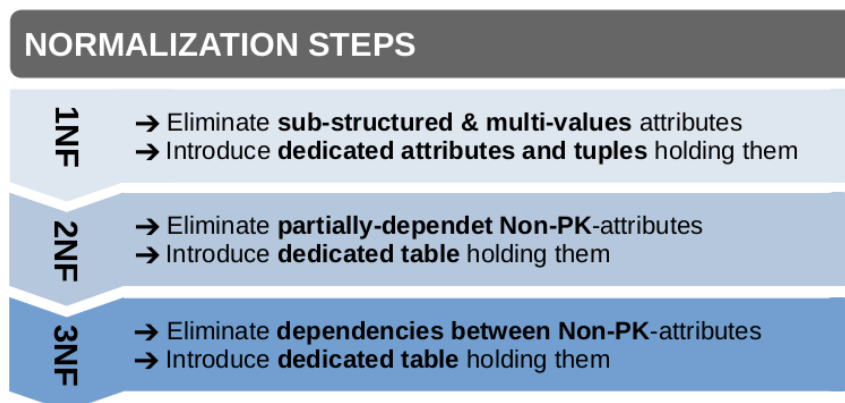 NORMALIZATION STEPS
1NF
➔ Eliminate sub-structured & multi-values attributes
➔ Introduce dedicated attributes and tuples holding them
2NF
➔ Eliminate partially-dependet Non-PK-attributes
➔ Introduce dedicated table holding them
3NF
➔ Eliminate dependencies between Non-PK-attributes
➔ Introduce dedicated table holding them